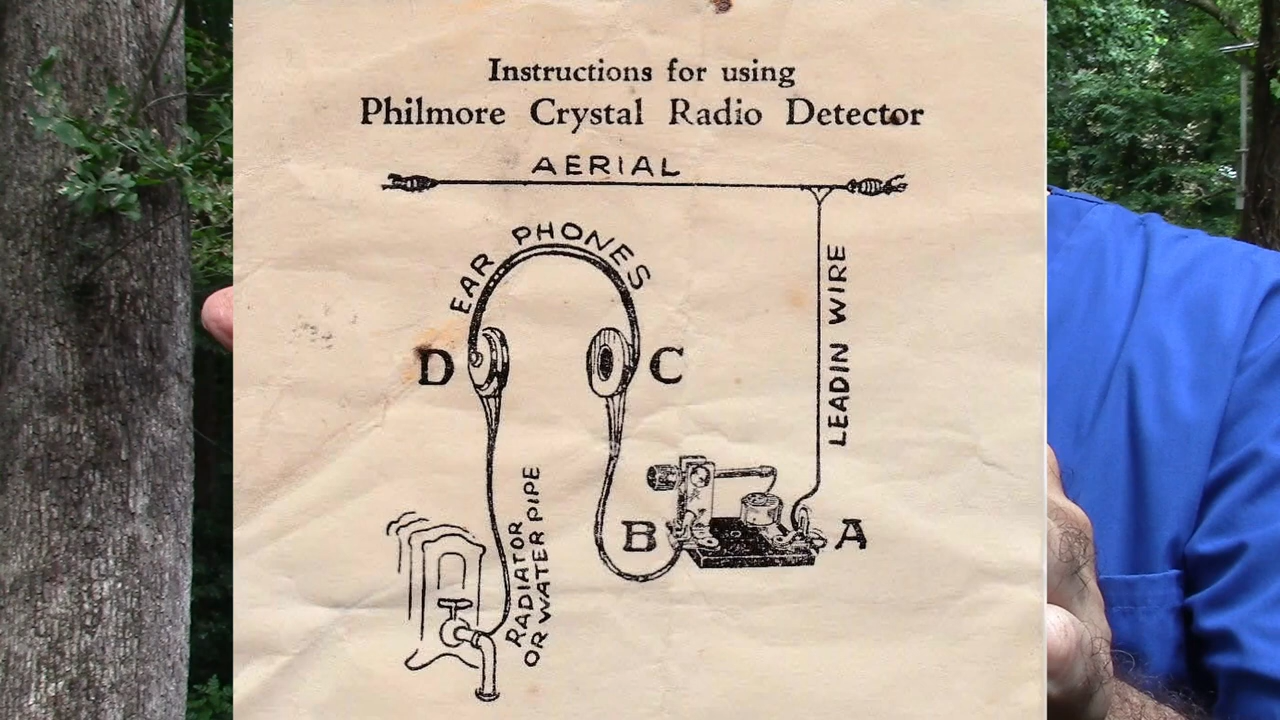 Instructions for using
Philmore Crystal Radio Detector
AERIAL
EAR PHONES
D
C
LEADIN WIRE
B
A
RADIATOR
OR WATER PIPE